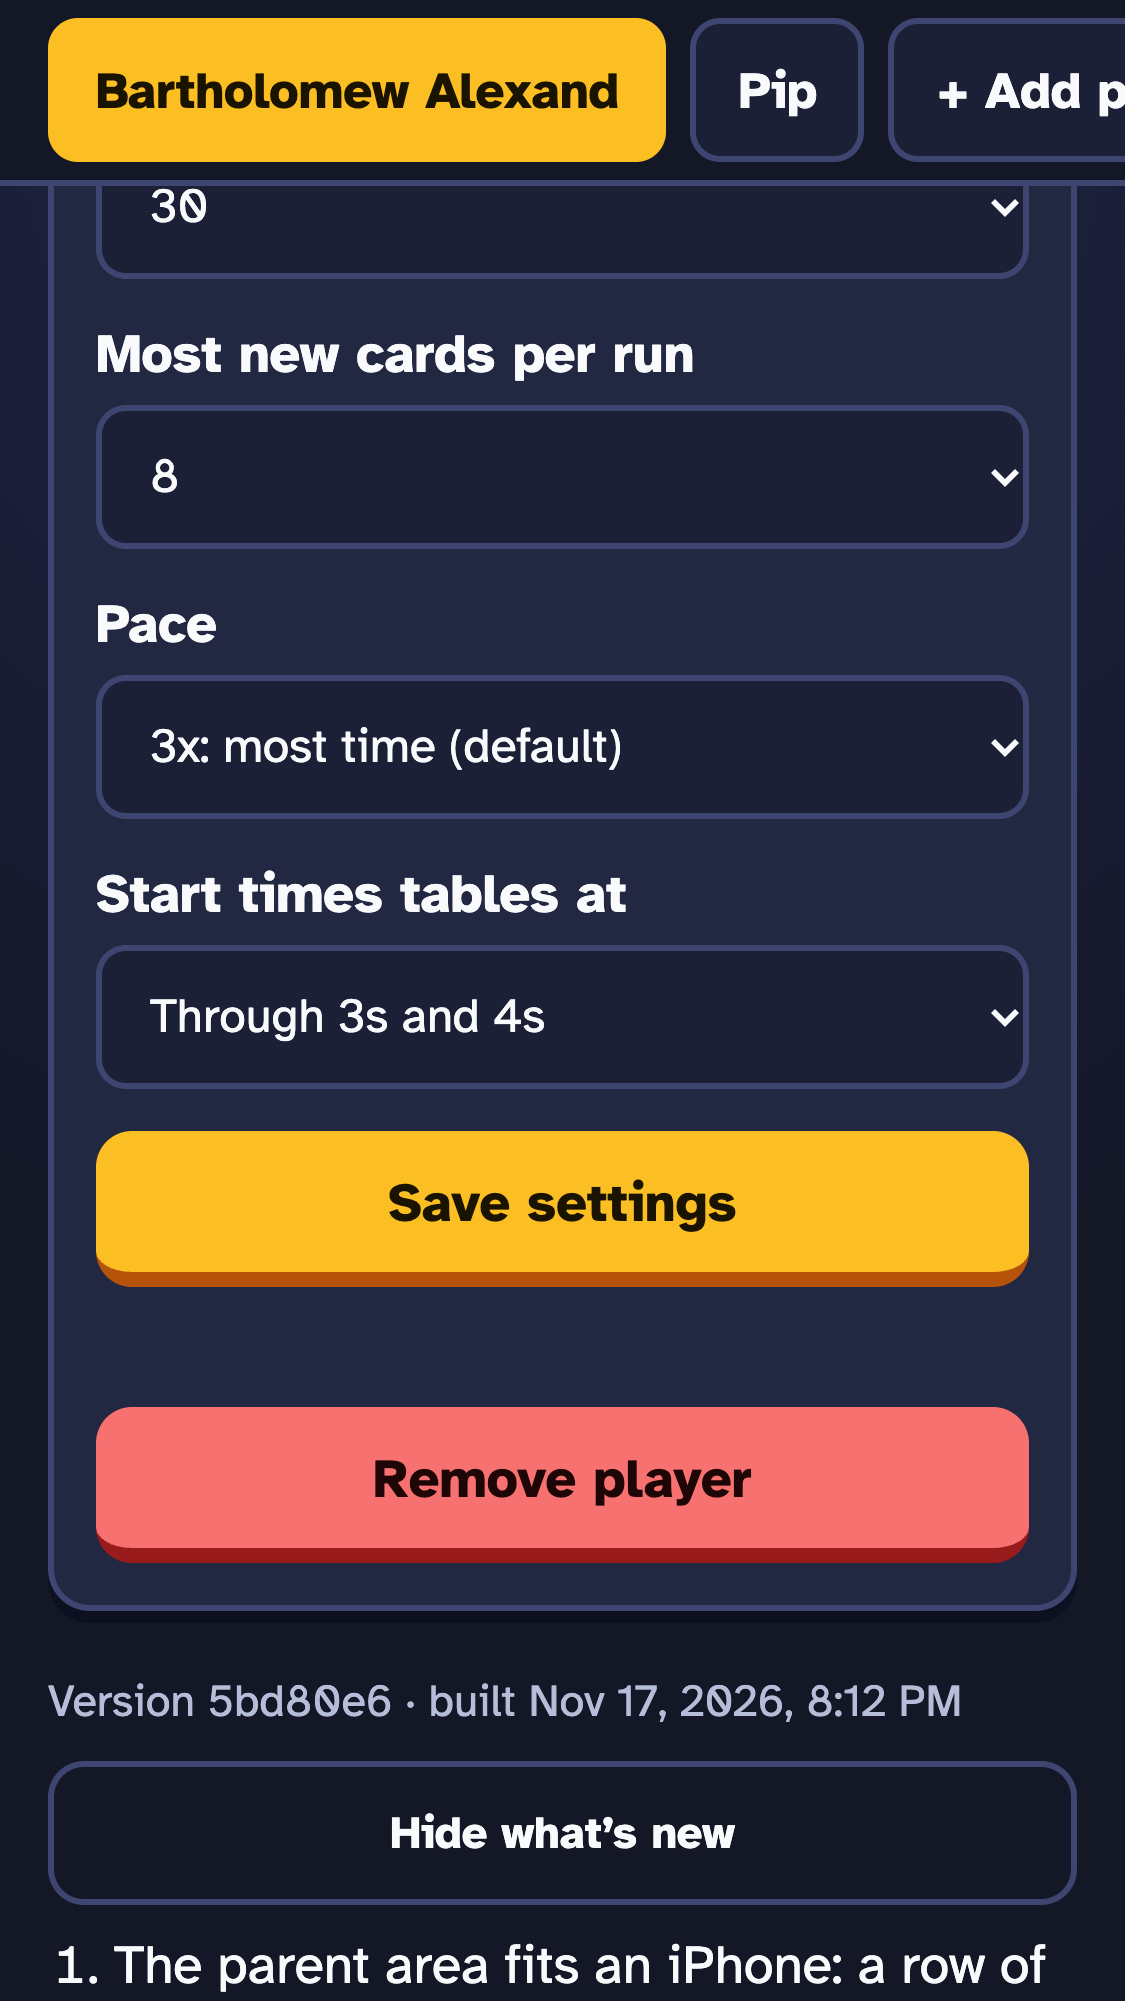 Bartholomew Alexand
Pip
+ Add p
30
Most new cards per run
8
Pace
3x: most time (default)
Start times tables at
Through 3s and 4s
Save settings
Remove player
Version 5bd80e6 · built Nov 17, 2026, 8:12 PM
Hide what’s new
1. The parent area fits an iPhone: a row of